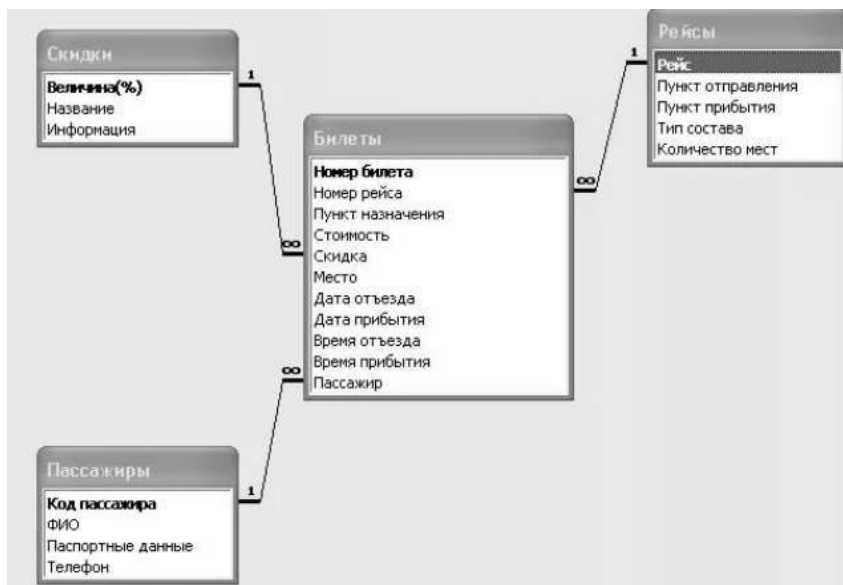 Скидки
Величина(%)
Название
Информация
1
∞
Билеты
Номер билета
Номер рейса
Пункт назначения
Стоимость
Скидка
Место
Дата отъезда
Дата прибытия
Время отъезда
Время прибытия
Пассажир
Рейсы
Рейс
Пункт отправления
Пункт прибытия
Тип состава
Количество мест
1
∞
Пассажиры
Код пассажира
ФИО
Паспортные данные
Телефон
1
∞